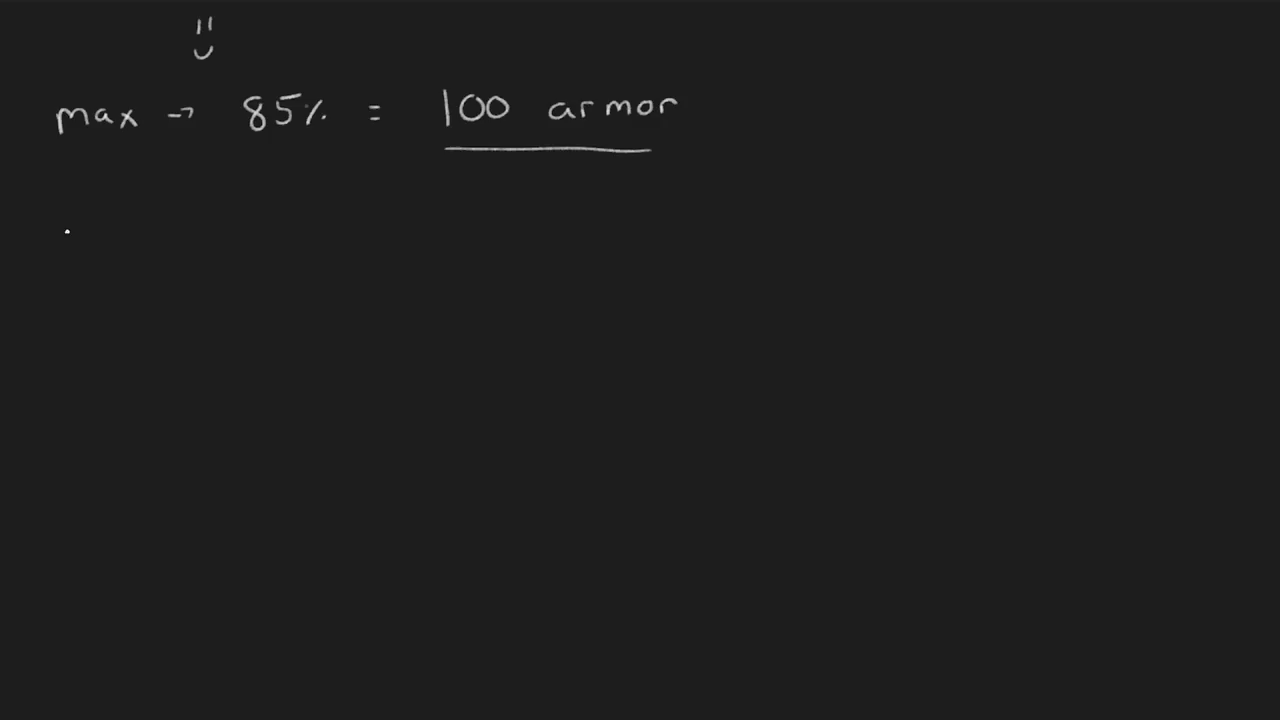 max → 85% = 100 armor